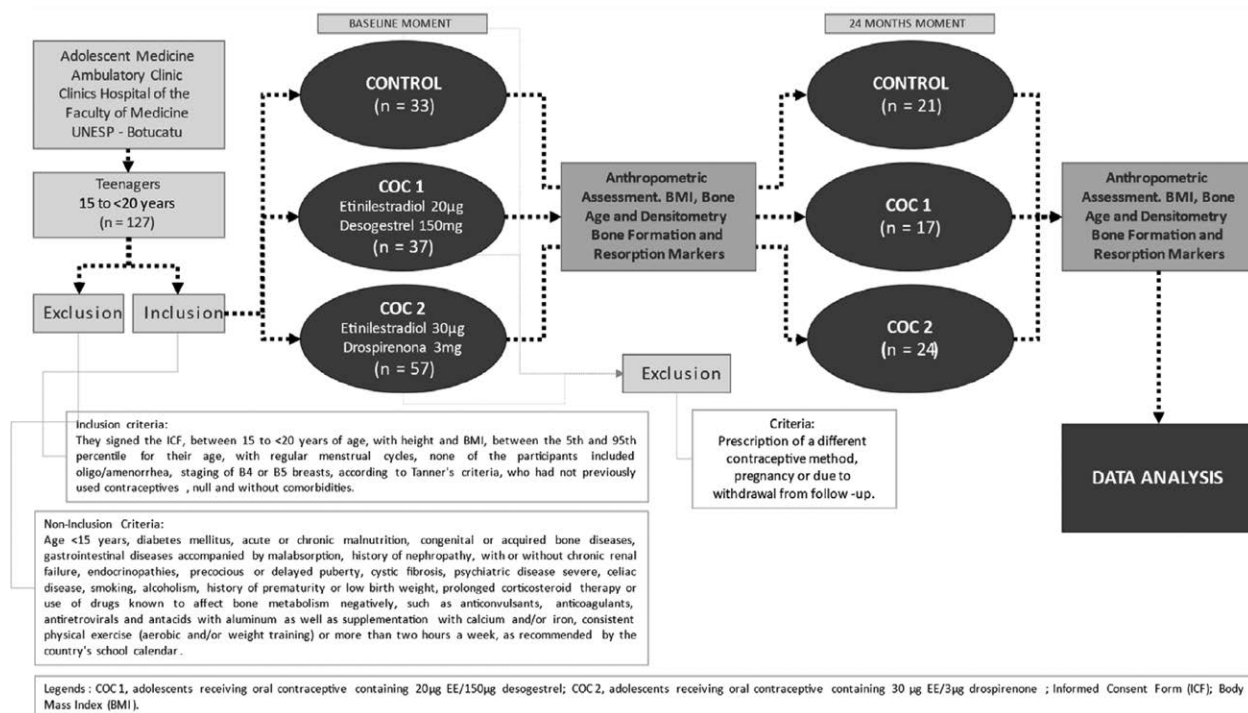 BASELINE MOMENT
24 MONTHS MOMENT
Adolescent Medicine
Ambulatory Clinic
Clinics Hospital of the
Faculty of Medicine
UNESP - Botucatu
Teenagers
15 to <20 years
(n = 127)
Exclusion
Inclusion
CONTROL
(n = 33)
COC 1
Etinilestradiol 20µg
Desogestrel 150mg
(n = 37)
COC 2
Etinilestradiol 30µg
Drospirenona 3mg
(n = 57)
Anthropometric
Assessment. BMI, Bone
Age and Densitometry
Bone Formation and
Resorption Markers
CONTROL
(n = 21)
COC 1
(n = 17)
COC 2
(n = 24)
Anthropometric
Assessment. BMI, Bone
Age and Densitometry
Bone Formation and
Resorption Markers
Exclusion
Criteria:
Prescription of a different
contraceptive method,
pregnancy or due to
withdrawal from follow -up.
DATA ANALYSIS
Inclusion criteria:
They signed the ICF, between 15 to <20 years of age, with height and BMI, between the 5th and 95th
percentile for their age, with regular menstrual cycles, none of the participants included
oligo/amenorrhea, staging of B4 or B5 breasts, according to Tanner's criteria, who had not previously
used contraceptives , null and without comorbidities.
Non-Inclusion Criteria:
Age <15 years, diabetes mellitus, acute or chronic malnutrition, congenital or acquired bone diseases,
gastrointestinal diseases accompanied by malabsorption, history of nephropathy, with or without chronic renal
failure, endocrinopathies, precocious or delayed puberty, cystic fibrosis, psychiatric disease severe, celiac
disease, smoking, alcoholism, history of prematurity or low birth weight, prolonged corticosteroid therapy or
use of drugs known to affect bone metabolism negatively, such as anticonvulsants, anticoagulants,
antiretrovirals and antacids with aluminum as well as supplementation with calcium and/or iron, consistent
physical exercise (aerobic and/or weight training) or more than two hours a week, as recommended by the
country's school calendar.
Legends : COC 1, adolescents receiving oral contraceptive containing 20µg EE/150µg desogestrel; COC 2, adolescents receiving oral contraceptive containing 30 µg EE/3µg drospirenone ; Informed Consent Form (ICF); Body
Mass Index (BMI).